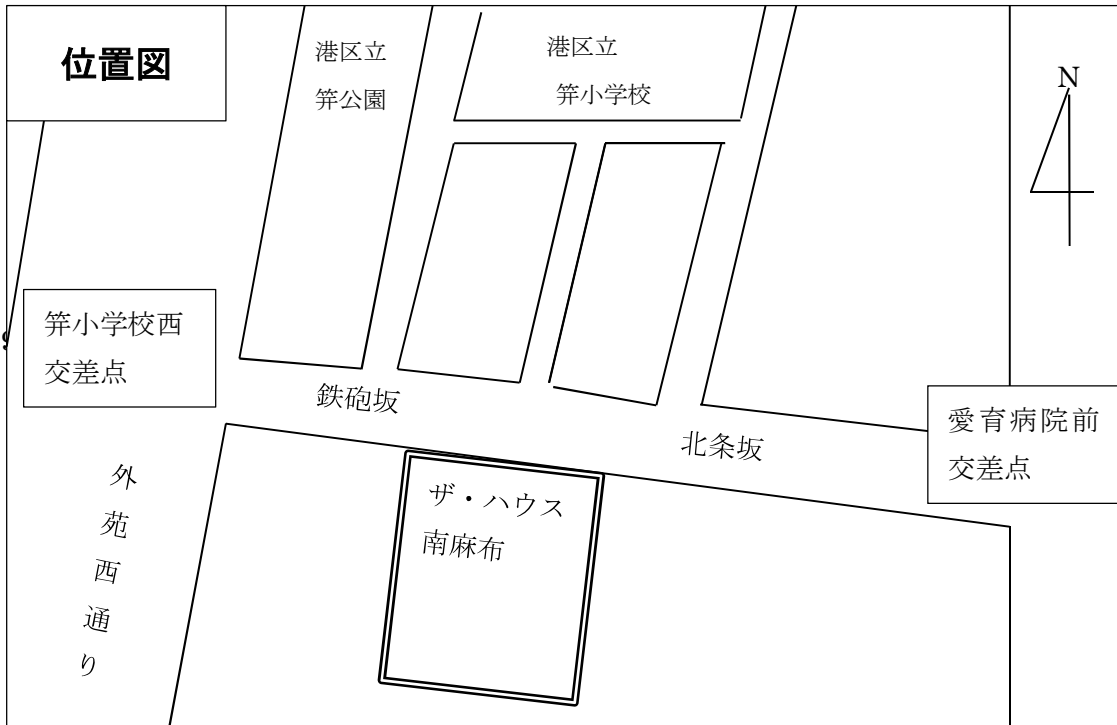 位置図
港区立
笄公園
港区立
笄小学校
N
笄小学校西
交差点
鉄砲坂
北条坂
愛育病院前
交差点
ザ・ハウス
南麻布
外苑西通り